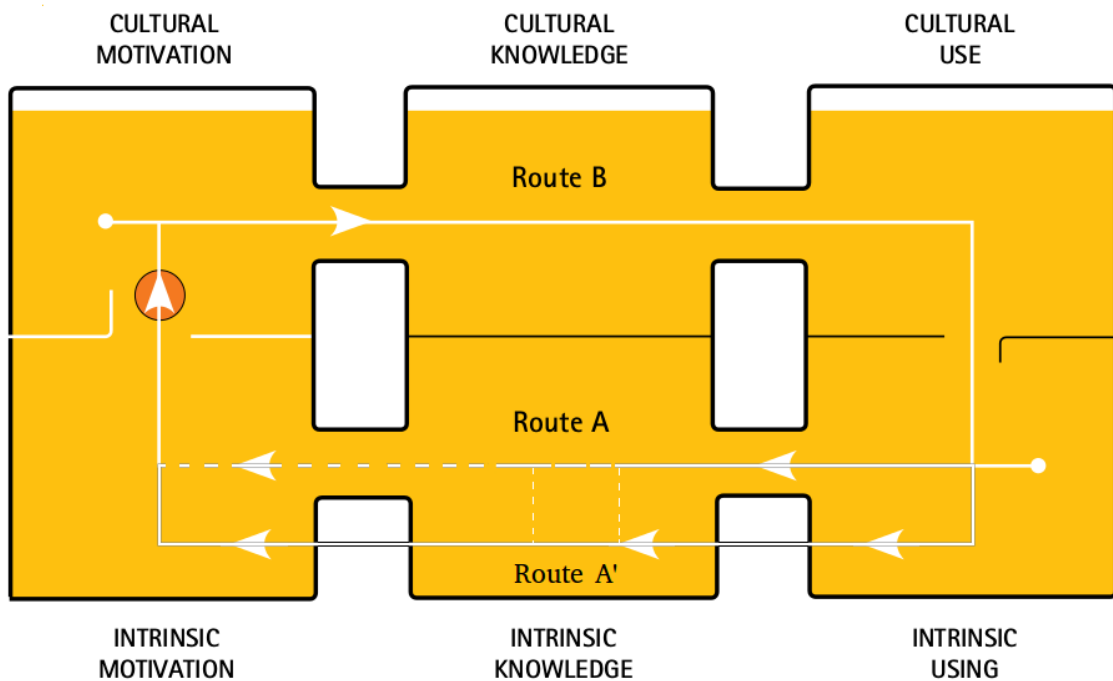 CULTURAL
MOTIVATION
CULTURAL
KNOWLEDGE
CULTURAL
USE
Route B
Route A
Route A'
INTRINSIC
MOTIVATION
INTRINSIC
KNOWLEDGE
INTRINSIC
USING